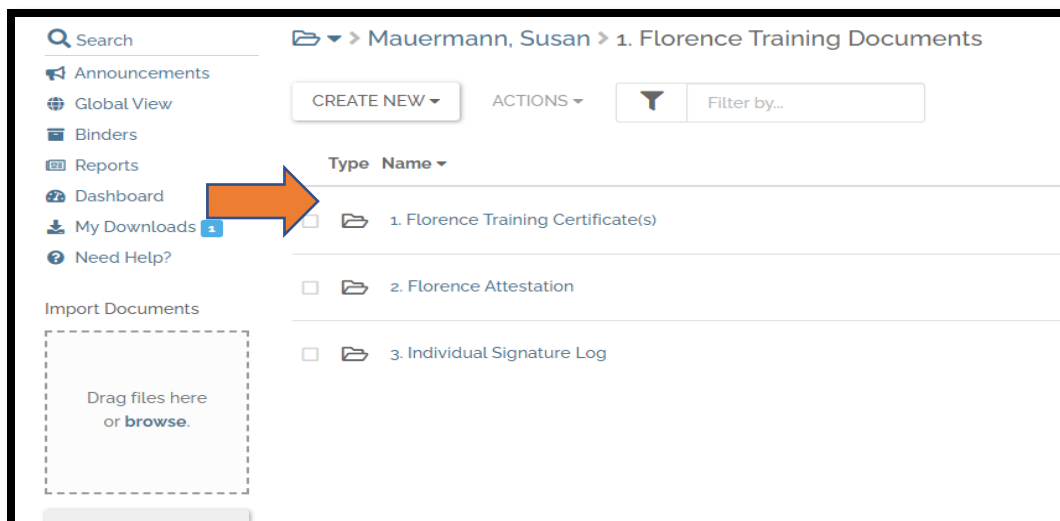 Search
Announcements
Global View
Binders
Reports
Dashboard
My Downloads 1
Need Help?
Import Documents
Drag files here
or browse.
> Mauermann, Susan > 1. Florence Training Documents
CREATE NEW ACTIONS Filter by...
Type Name
1. Florence Training Certificate(s)
2. Florence Attestation
3. Individual Signature Log